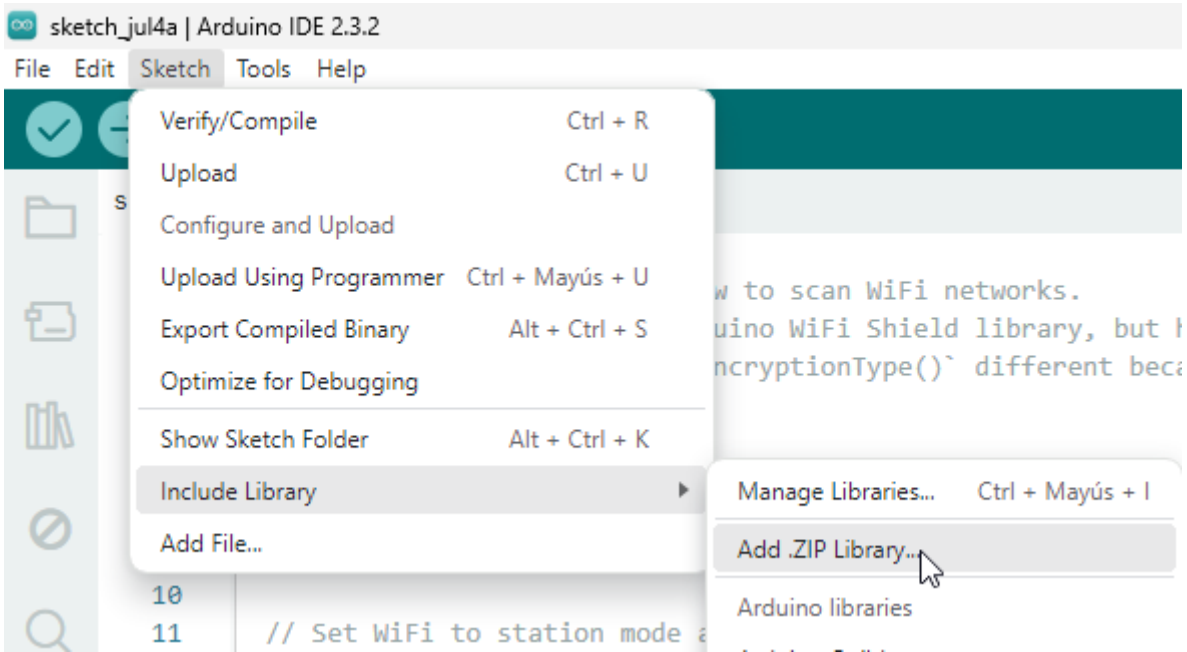 sketch_jul4a | Arduino IDE 2.3.2
File Edit Sketch Tools Help
Verify/Compile Ctrl + R
Upload Ctrl + U
s
Configure and Upload
Upload Using Programmer Ctrl + Mayús + U
w to scan WiFi networks.
Export Compiled Binary Alt + Ctrl + S
uino WiFi Shield library, but
Optimize for Debugging
ncryptionType()` different beca
Show Sketch Folder Alt + Ctrl + K
Include Library
Manage Libraries... Ctrl + Mayús + I
Add File...
Add .ZIP Library...
10
Arduino libraries
11 // Set WiFi to station mode